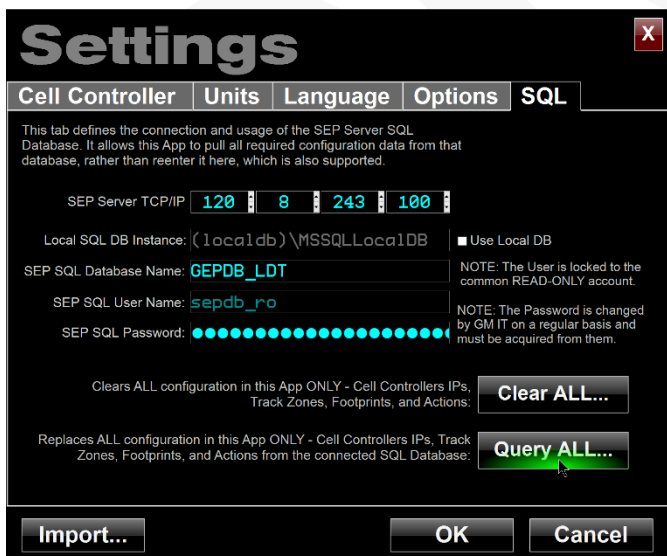 Settings
X
Cell Controller Units Language Options SQL
This tab defines the connection and usage of the SEP Server SQL
Database. It allows this App to pull all required configuration data from that
database, rather than reenter it here, which is also supported.
SEP Server TCP/IP 120 8 243 100
Local SQL DB Instance: (localdb)\MSSQLLocalDB Use Local DB
SEP SQL Database Name: GEPDB_LDT
NOTE: The User is locked to the
common READ-ONLY account.
SEP SQL User Name: sepdb_ro
NOTE: The Password is changed
by GM IT on a regular basis and
must be acquired from them.
SEP SQL Password: ●●●●●●●●●●●●●●●●●●●●●●
Clears ALL configuration in this App ONLY - Cell Controllers IPs,
Track Zones, Footprints, and Actions:
Clear ALL...
Replaces ALL configuration in this App ONLY - Cell Controllers IPs, Track
Zones, Footprints, and Actions from the connected SQL Database:
Query ALL...
Import... OK Cancel